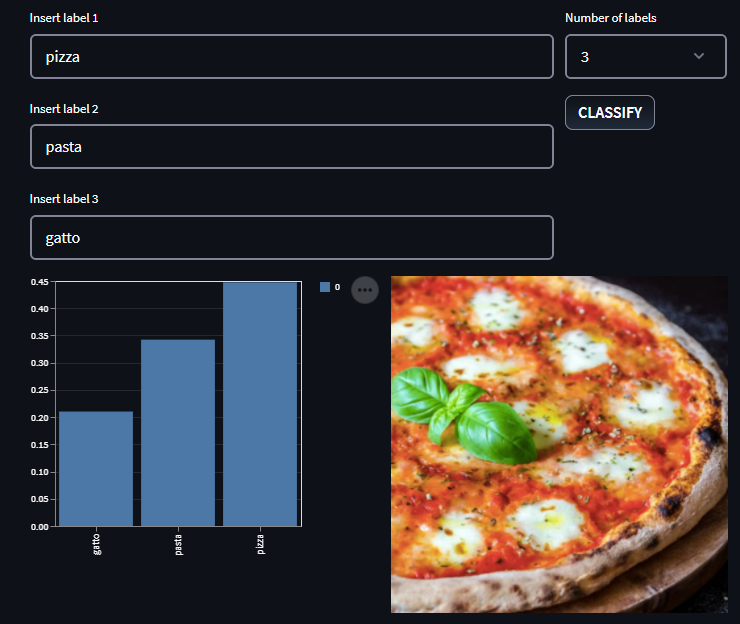 Insert label 1
Number of labels
pizza
3
Insert label 2
CLASSIFY
pasta
Insert label 3
gatto
0.45
0.40
0.35
0.30
0.25
0.20
0.15
0.10
0.05
0.00
gatto
pasta
pizza
0